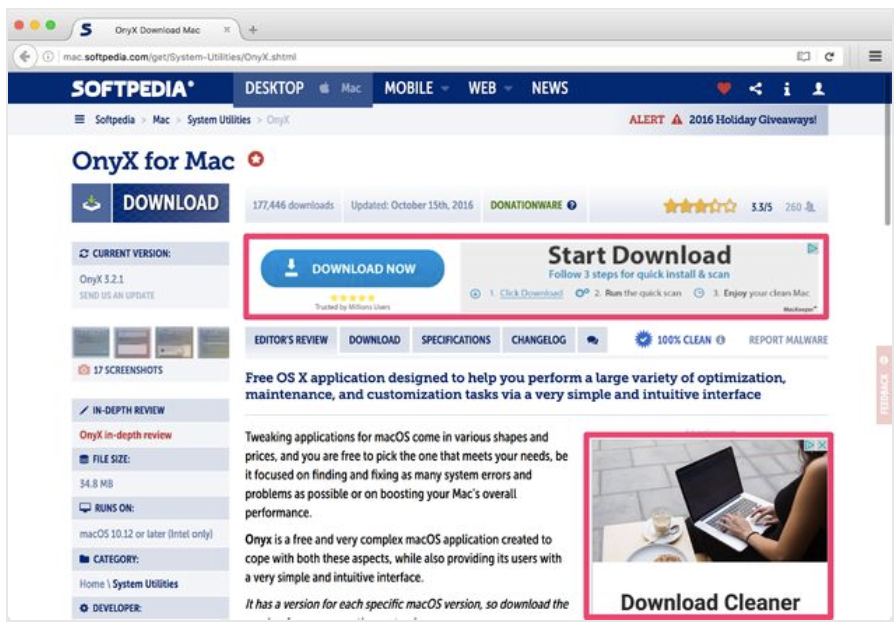 OnyX Download Mac
mac.softpedia.com/get/System-Utilities/OnyX.shtml
SOFTPEDIA® DESKTOP Mac MOBILE WEB NEWS
Softpedia > Mac > System Utilities > OnyX
ALERT 2016 Holiday Giveaways!
OnyX for Mac
DOWNLOAD
177,446 downloads Updated: October 15th, 2016 DONATIONWARE 3.3/5 260
CURRENT VERSION:
OnyX 3.2.1
SEND US AN UPDATE
17 SCREENSHOTS
IN-DEPTH REVIEW
OnyX in-depth review
FILE SIZE:
34.8 MB
RUNS ON:
macOS 10.12 or later (Intel only)
CATEGORY:
Home \ System Utilities
DEVELOPER:
DOWNLOAD NOW
Trusted by Millions Users
Start Download
Follow 3 steps for quick install & scan
1. Click Download 2. Run the quick scan 3. Enjoy your clean Mac
MacKeeper
EDITOR'S REVIEW DOWNLOAD SPECIFICATIONS CHANGELOG 100% CLEAN REPORT MALWARE
Free OS X application designed to help you perform a large variety of optimization,
maintenance, and customization tasks via a very simple and intuitive interface
Tweaking applications for macOS come in various shapes and
prices, and you are free to pick the one that meets your needs, be
it focused on finding and fixing as many system errors and
problems as possible or on boosting your Mac's overall
performance.
Onyx is a free and very complex macOS application created to
cope with both these aspects, while also providing its users with
a very simple and intuitive interface.
It has a version for each specific macOS version, so download the
Download Cleaner
FEEDBACK